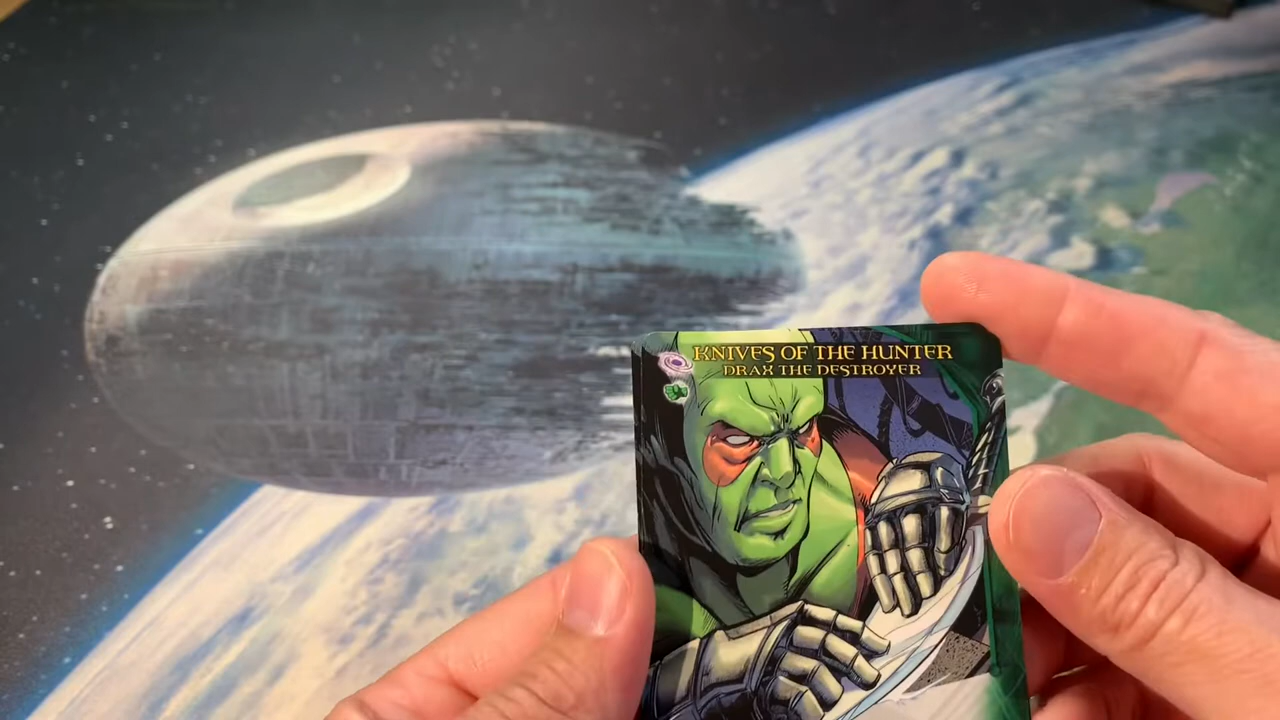 KNIVES OF THE HUNTER
DRAX THE DESTROYER